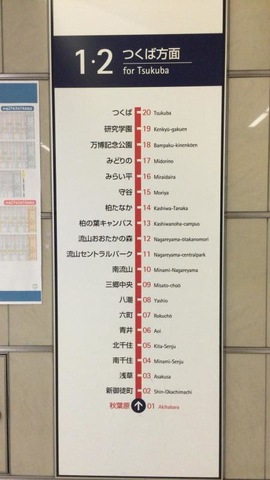 1・2 つくば方面
for Tsukuba
つくば 20 Tsukuba
研究学園 19 Kenkyū-gakuen
万博記念公園 18 Bampaku-kinenkōen
みどりの 17 Midorino
みらい平 16 Miraidaira
守谷 15 Moriya
柏たなか 14 Kashiwa-Tanaka
柏の葉キャンパス 13 Kashiwanoha-campus
流山おおたかの森 12 Nagareyama-ōtakanomori
流山セントラルパーク 11 Nagareyama-centralpark
南流山 10 Minami-Nagareyama
三郷中央 09 Misato-chūō
八潮 08 Yashio
六町 07 Rokuchō
青井 06 Aoi
北千住 05 Kita-Senju
南千住 04 Minami-Senju
浅草 03 Asakusa
新御徒町 02 Shin-Okachimachi
秋葉原 01 Akihabara